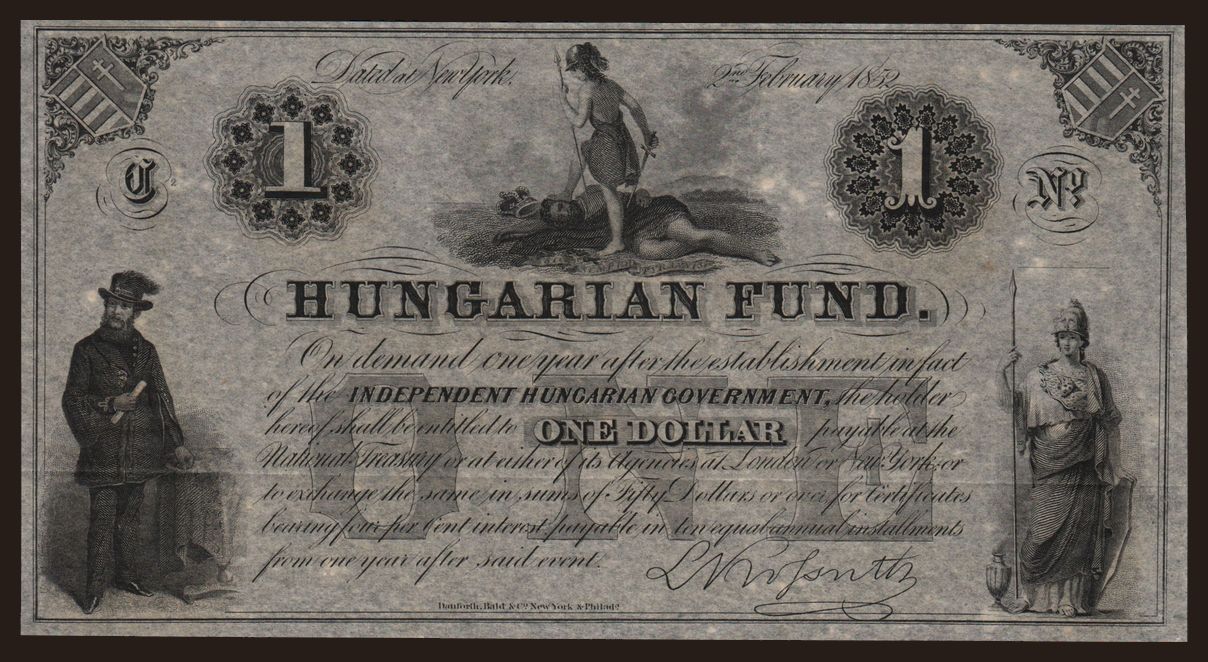 Dated at New York. 2nd February 1852
1 1
C 2 No
HUNGARIAN FUND.
On demand one year after the establishment in fact
of the INDEPENDENT HUNGARIAN GOVERNMENT, the holder
hereof shall be entitled to ONE DOLLAR payable at the
National Treasury or at either of its Agencies at London or New York, or
to exchange the same in sums of Fifty Dollars or over for Certificates
bearing four per Cent interest payable in ten equal annual installments
from one year after said event.
ONE
L Kossuth
Danforth, Bald & Co. New York & Philada.